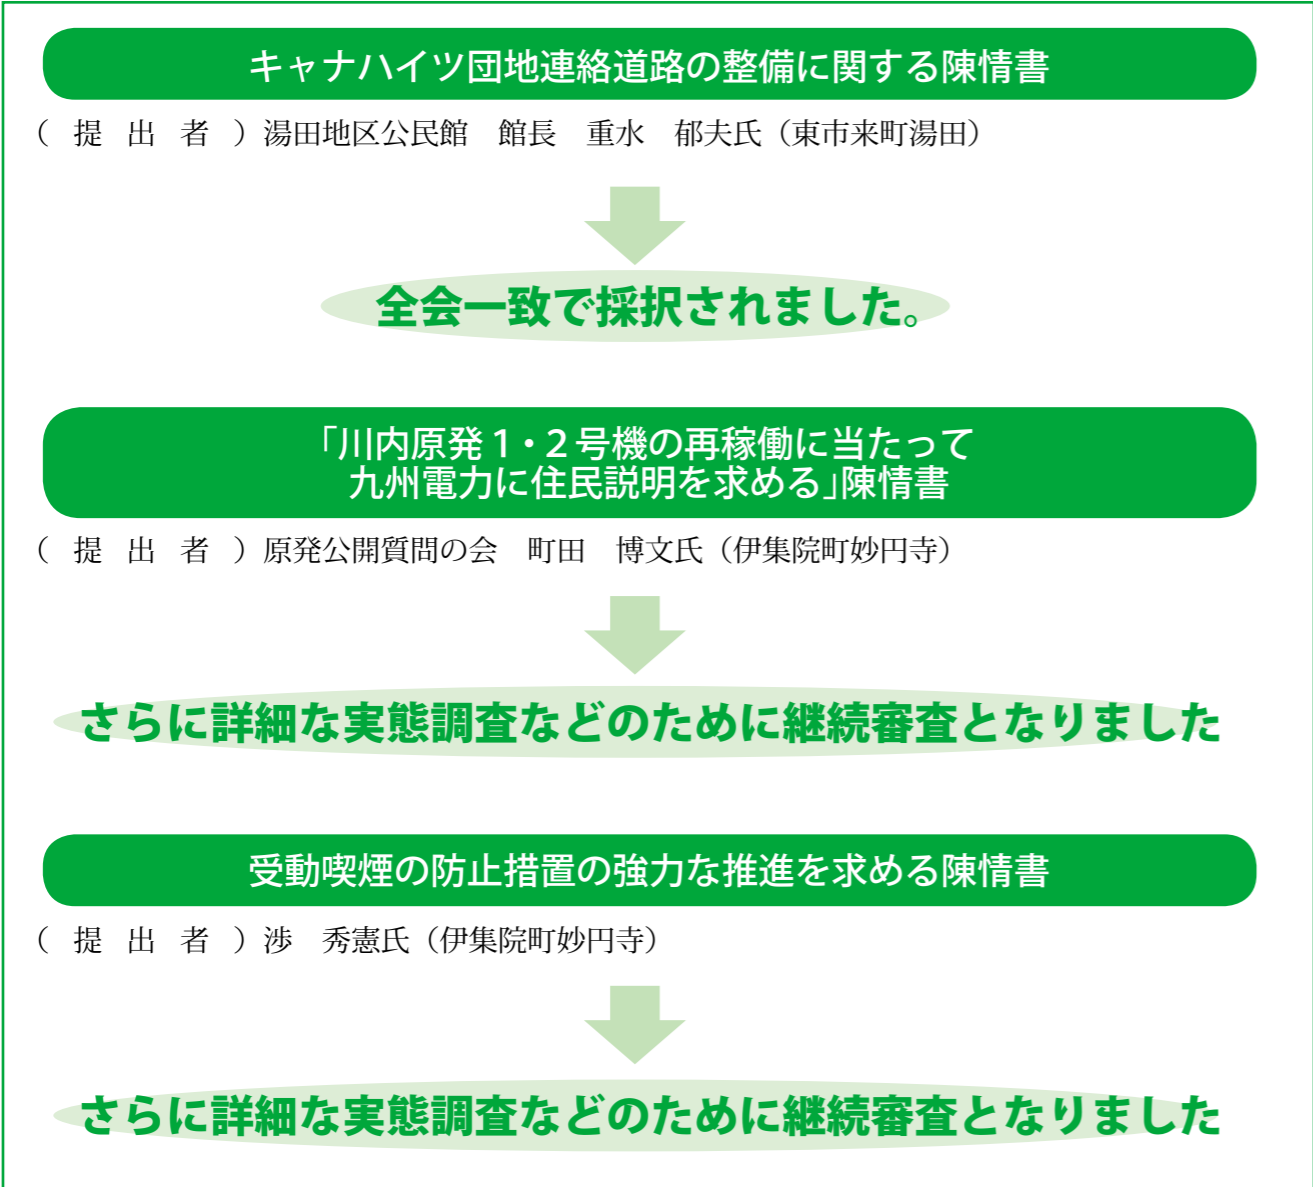 キャナハイツ団地連絡道路の整備に関する陳情書
（　提　出　者　）湯田地区公民館　館長　重水　郁夫氏（東市来町湯田）
全会一致で採択されました。
「川内原発１・２号機の再稼働に当たって
九州電力に住民説明を求める」陳情書
（　提　出　者　）原発公開質問の会　町田　博文氏（伊集院町妙円寺）
さらに詳細な実態調査などのために継続審査となりました
受動喫煙の防止措置の強力な推進を求める陳情書
（　提　出　者　）渉　秀憲氏（伊集院町妙円寺）
さらに詳細な実態調査などのために継続審査となりました